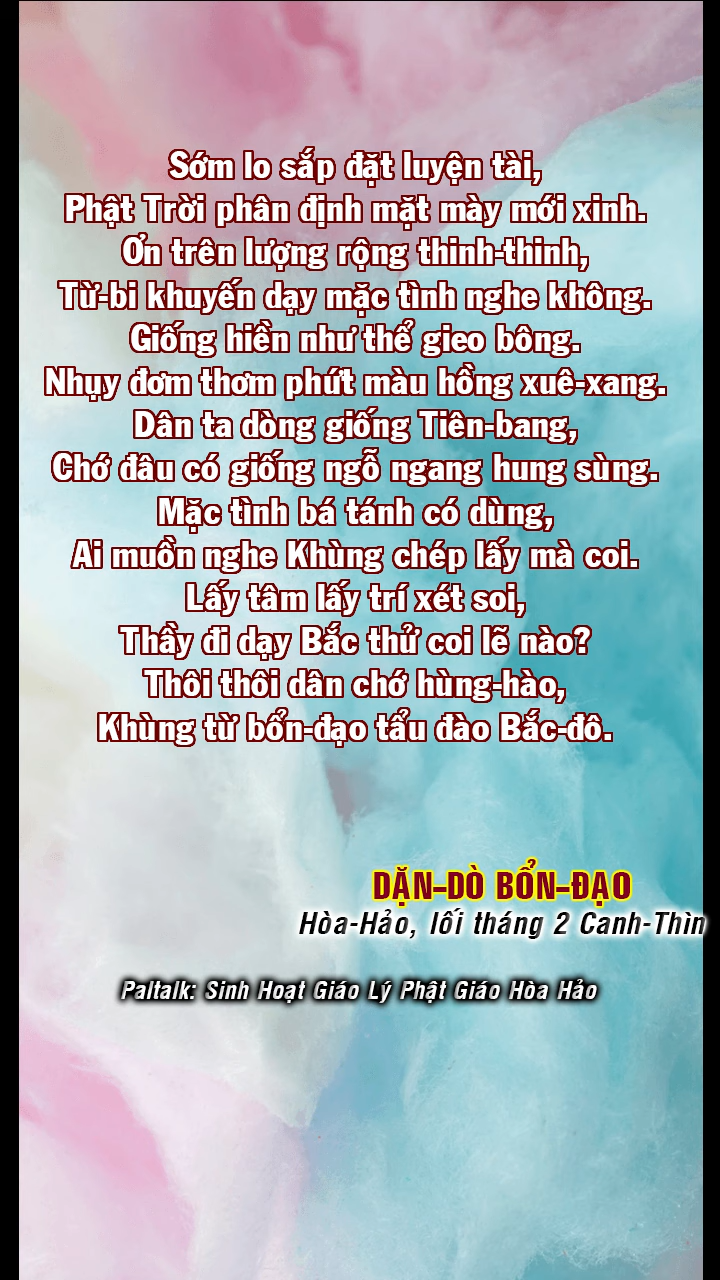 Sớm lo sắp đặt luyện tài,
Phật Trời phân định mặt mày mới xinh.
Ơn trên lượng rộng thinh-thinh,
Từ-bi khuyến dạy mặc tình nghe không.
Giống hiền như thể gieo bông.
Nhụy đơm thơm phứt màu hồng xuê-xang.
Dân ta dòng giống Tiên-bang,
Chớ đâu có giống ngỗ ngang hung sùng.
Mặc tình bá tánh có dùng,
Ai muồn nghe Khùng chép lấy mà coi.
Lấy tâm lấy trí xét soi,
Thầy đi dạy Bắc thử coi lẽ nào?
Thôi thôi dân chớ hùng-hào,
Khùng từ bổn-đạo tẩu đào Bắc-đô.
DẶN-DÒ BỔN-ĐẠO
Hòa-Hảo, lối tháng 2 Canh-Thìn
Paltalk: Sinh Hoạt Giáo Lý Phật Giáo Hòa Hảo